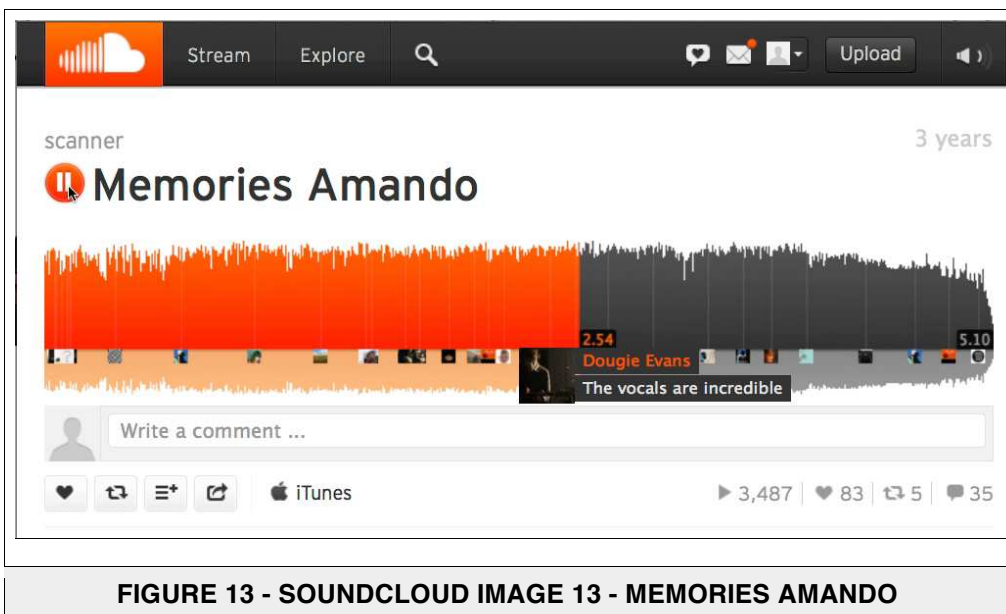 Stream Explore Upload
scanner 3 years
Memories Amando
2.54 5.10
Dougie Evans
The vocals are incredible
Write a comment ...
iTunes 3,487 83 5 35
FIGURE 13 - SOUNDCLOUD IMAGE 13 - MEMORIES AMANDO